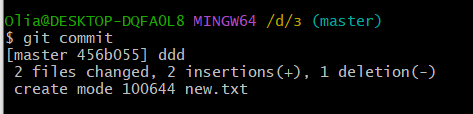 Olia@DESKTOP-DQFAOL8 MINGW64 /d/з (master)
$ git commit
[master 456b055] ddd
 2 files changed, 2 insertions(+), 1 deletion(-)
 create mode 100644 new.txt